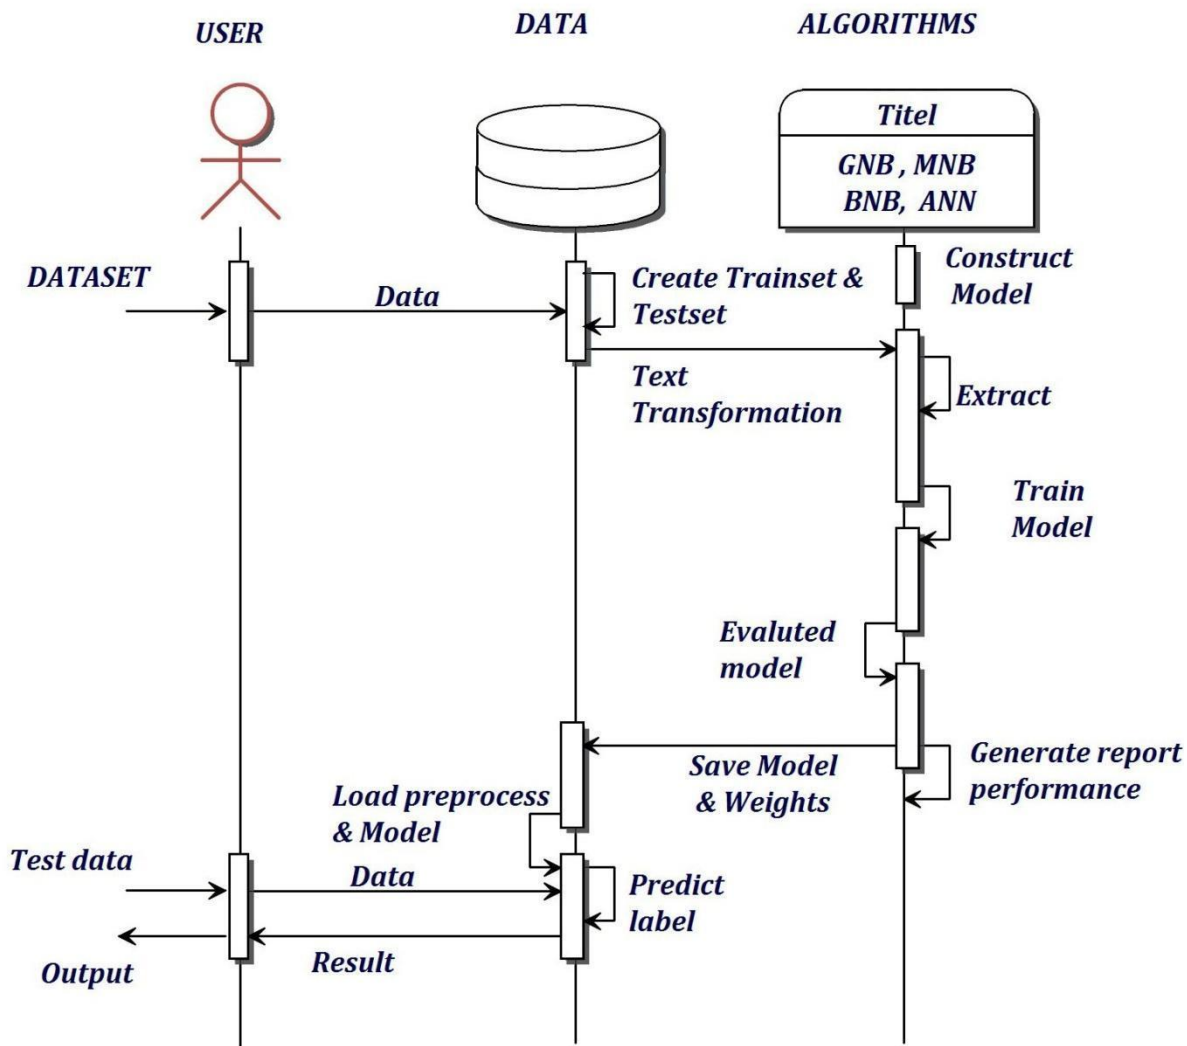 USER
DATA
ALGORITHMS
Titel
GNB , MNB
BNB, ANN
DATASET
Data
Create Trainset &
Testset
Construct
Model
Text
Transformation
Extract
Train
Model
Evaluted
model
Save Model
& Weights
Generate report
performance
Load preprocess
& Model
Test data
Data
Predict
label
Output
Result